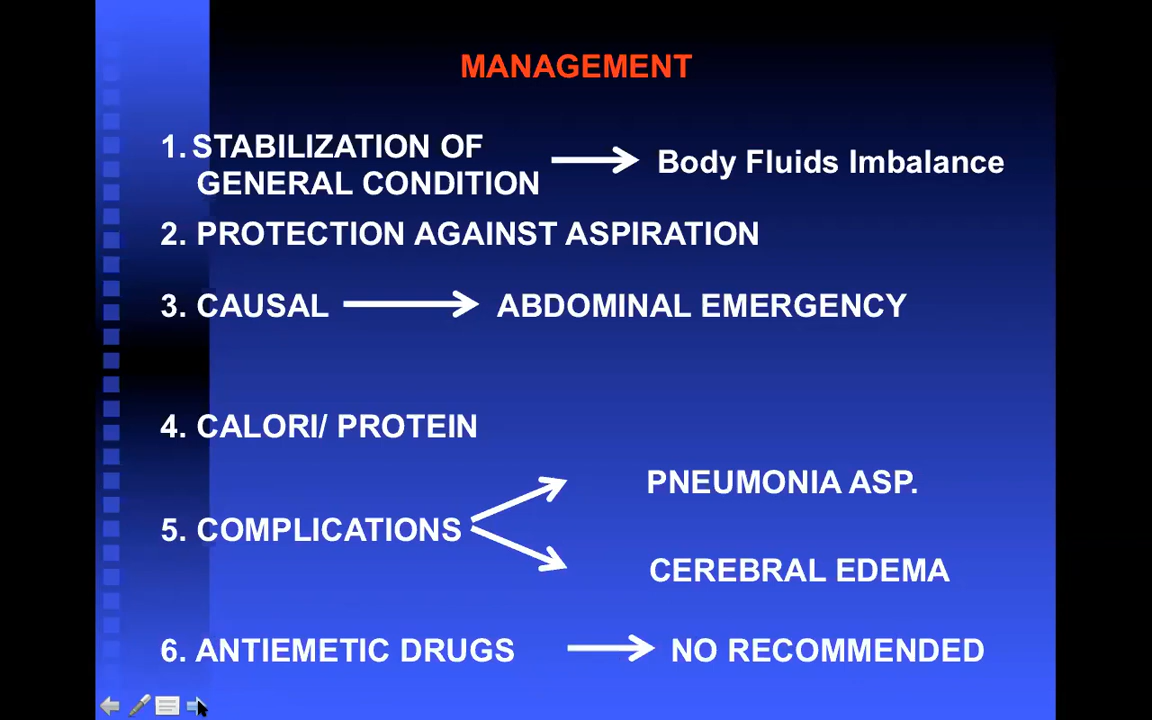 MANAGEMENT
1. STABILIZATION OF
GENERAL CONDITION
Body Fluids Imbalance
2. PROTECTION AGAINST ASPIRATION
3. CAUSAL
ABDOMINAL EMERGENCY
4. CALORI/ PROTEIN
5. COMPLICATIONS
PNEUMONIA ASP.
CEREBRAL EDEMA
6. ANTIEMETIC DRUGS
NO RECOMMENDED